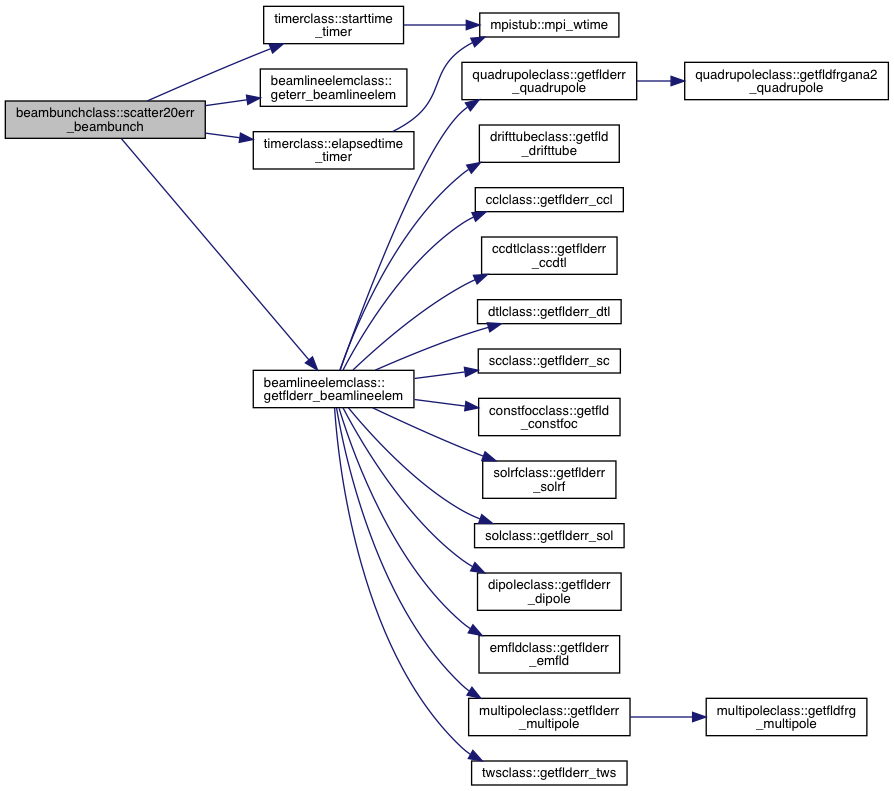 timerclass::starttime
_timer
mpistub::mpi_wtime
beamlineelemclass::
geterr_beamlineelem
quadrupoleclass::getflderr
_quadrupole
quadrupoleclass::getfldfrgana2
_quadrupole
beambunchclass::scatter20err
_beambunch
timerclass::elapsedtime
_timer
drifttubeclass::getfld
_drifttube
cclclass::getflderr_ccl
ccdtlclass::getflderr
_ccdtl
dtlclass::getflderr_dtl
scclass::getflderr_sc
beamlineelemclass::
getflderr_beamlineelem
constfocclass::getfld
_constfoc
solrfclass::getflderr
_solrf
solclass::getflderr_sol
dipoleclass::getflderr
_dipole
emfldclass::getflderr
_emfld
multipoleclass::getflderr
_multipole
multipoleclass::getfldfrg
_multipole
twsclass::getflderr_tws